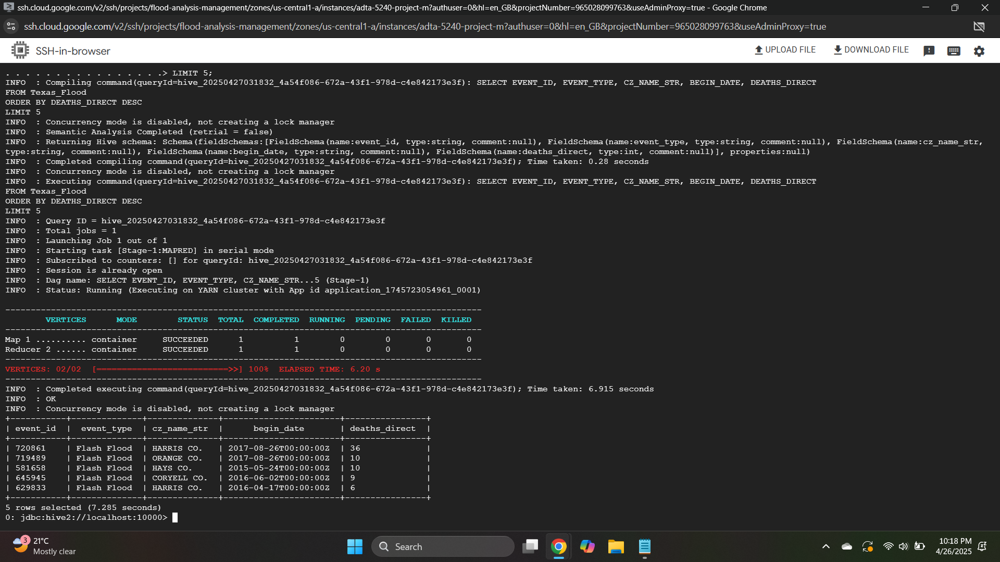 ssh.cloud.google.com/v2/ssh/projects/flood-analysis-management/zones/us-central1-a/instances/adta-5240-project-m?authuser=0&hl=en_GB&projectNumber=965028099763&useAdminProxy=true - Google Chrome
ssh.cloud.google.com/v2/ssh/projects/flood-analysis-management/zones/us-central1-a/instances/adta-5240-project-m?authuser=0&hl=en_GB&projectNumber=965028099763&useAdminProxy=true
SSH-in-browser UPLOAD FILE DOWNLOAD FILE
. . . . . . . . . . . . . . . .> LIMIT 5;
INFO  : Compiling command(queryId=hive_20250427031832_4a54f086-672a-43f1-978d-c4e842173e3f): SELECT EVENT_ID, EVENT_TYPE, CZ_NAME_STR, BEGIN_DATE, DEATHS_DIRECT
FROM Texas_Flood
ORDER BY DEATHS_DIRECT DESC
LIMIT 5
INFO  : Concurrency mode is disabled, not creating a lock manager
INFO  : Semantic Analysis Completed (retrial = false)
INFO  : Returning Hive schema: Schema(fieldSchemas:[FieldSchema(name:event_id, type:string, comment:null), FieldSchema(name:event_type, type:string, comment:null), FieldSchema(name:cz_name_str,
type:string, comment:null), FieldSchema(name:begin_date, type:string, comment:null), FieldSchema(name:deaths_direct, type:int, comment:null)], properties:null)
INFO  : Completed compiling command(queryId=hive_20250427031832_4a54f086-672a-43f1-978d-c4e842173e3f); Time taken: 0.28 seconds
INFO  : Concurrency mode is disabled, not creating a lock manager
INFO  : Executing command(queryId=hive_20250427031832_4a54f086-672a-43f1-978d-c4e842173e3f): SELECT EVENT_ID, EVENT_TYPE, CZ_NAME_STR, BEGIN_DATE, DEATHS_DIRECT
FROM Texas_Flood
ORDER BY DEATHS_DIRECT DESC
LIMIT 5
INFO  : Query ID = hive_20250427031832_4a54f086-672a-43f1-978d-c4e842173e3f
INFO  : Total jobs = 1
INFO  : Launching Job 1 out of 1
INFO  : Starting task [Stage-1:MAPRED] in serial mode
INFO  : Subscribed to counters: [] for queryId: hive_20250427031832_4a54f086-672a-43f1-978d-c4e842173e3f
INFO  : Session is already open
INFO  : Dag name: SELECT EVENT_ID, EVENT_TYPE, CZ_NAME_STR...5 (Stage-1)
INFO  : Status: Running (Executing on YARN cluster with App id application_1745723054961_0001)
----------------------------------------------------------------------------------------------
        VERTICES      MODE        STATUS  TOTAL  COMPLETED  RUNNING  PENDING  FAILED  KILLED
----------------------------------------------------------------------------------------------
Map 1 .......... container     SUCCEEDED      1          1        0        0       0       0
Reducer 2 ...... container     SUCCEEDED      1          1        0        0       0       0
----------------------------------------------------------------------------------------------
VERTICES: 02/02  [==========================>>] 100%  ELAPSED TIME: 6.20 s
----------------------------------------------------------------------------------------------
INFO  : Completed executing command(queryId=hive_20250427031832_4a54f086-672a-43f1-978d-c4e842173e3f); Time taken: 6.915 seconds
INFO  : OK
INFO  : Concurrency mode is disabled, not creating a lock manager
+-----------+--------------+--------------+-----------------------+----------------+
| event_id  |  event_type  | cz_name_str  |      begin_date       | deaths_direct  |
+-----------+--------------+--------------+-----------------------+----------------+
| 720861    | Flash Flood  | HARRIS CO.   | 2017-08-26T00:00:00Z  | 36             |
| 719489    | Flash Flood  | ORANGE CO.   | 2017-08-26T00:00:00Z  | 10             |
| 581658    | Flash Flood  | HAYS CO.     | 2015-05-24T00:00:00Z  | 10             |
| 645945    | Flash Flood  | CORYELL CO.  | 2016-06-02T00:00:00Z  | 9              |
| 629833    | Flash Flood  | HARRIS CO.   | 2016-04-17T00:00:00Z  | 6              |
+-----------+--------------+--------------+-----------------------+----------------+
5 rows selected (7.285 seconds)
0: jdbc:hive2://localhost:10000>
3 21°C
Mostly clear
Search
10:18 PM
4/26/2025